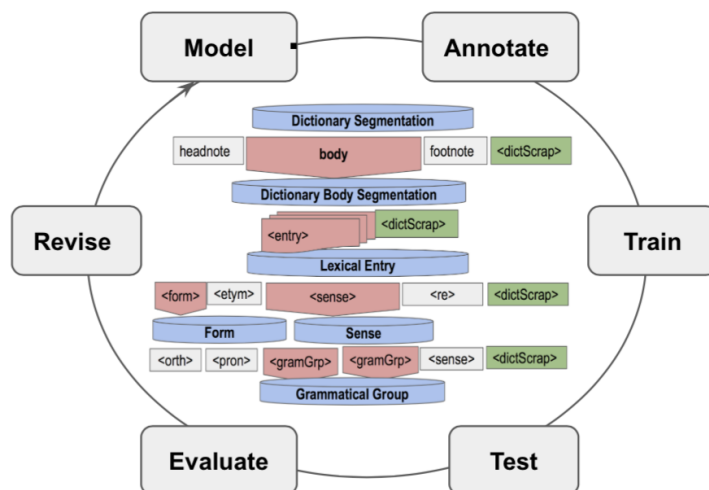 Model
Annotate
Dictionary Segmentation
headnote body footnote <dictScrap>
Dictionary Body Segmentation
<entry> <dictScrap>
Revise
Train
Lexical Entry
<form> <etym> <sense> <re> <dictScrap>
Form Sense
<orth> <pron> <gramGrp> <gramGrp> <sense> <dictScrap>
Grammatical Group
Evaluate
Test